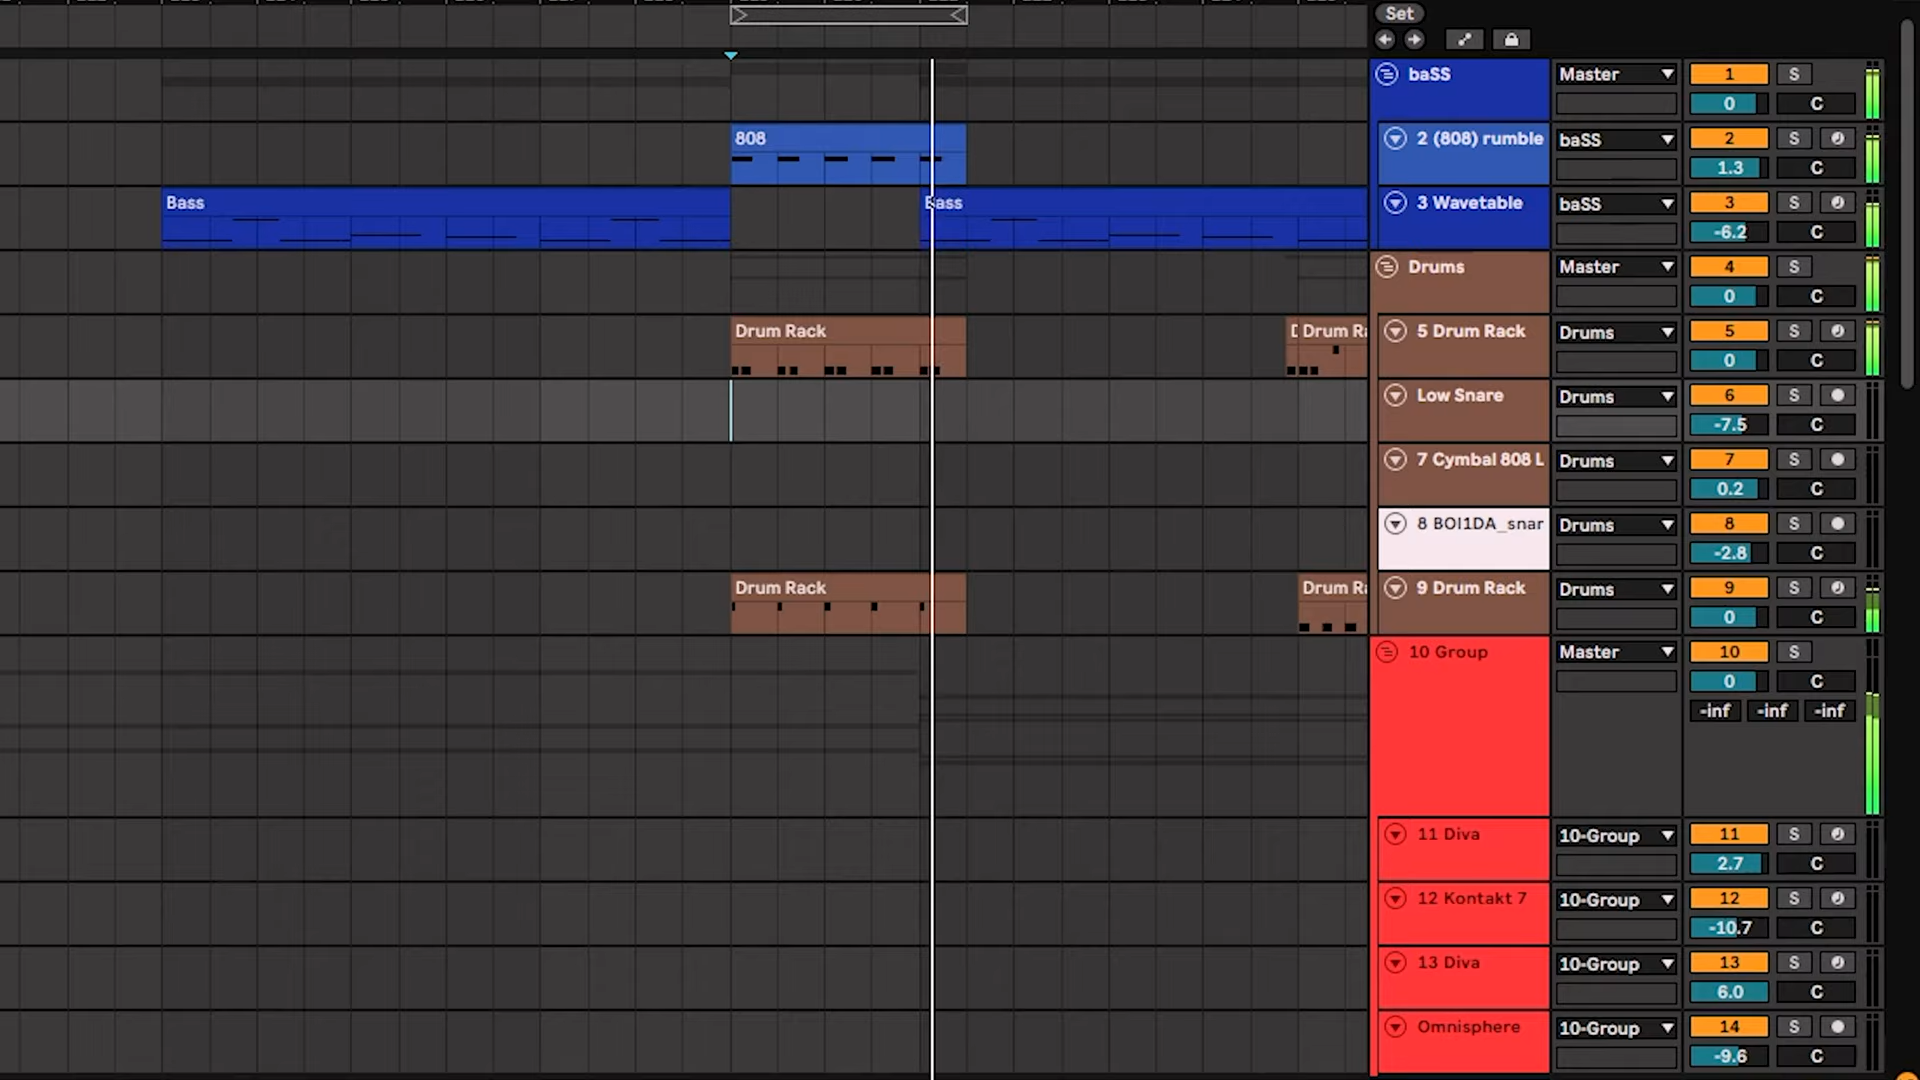 Set
baSS Master 1 S
0 C
808
2 (808) rumble baSS 2 S
1.3 C
Bass
Bass
3 Wavetable baSS 3 S
-6.2 C
Drums Master 4 S
0 C
Drum Rack
D Drum Ra
5 Drum Rack Drums 5 S
0 C
Low Snare Drums 6 S
-7.5 C
7 Cymbal 808 L Drums 7 S
0.2 C
8 BOI1DA_snar Drums 8 S
-2.8 C
Drum Rack
Drum Ra
9 Drum Rack Drums 9 S
0 C
10 Group Master 10 S
0 C
-inf -inf -inf
11 Diva 10-Group 11 S
2.7 C
12 Kontakt 7 10-Group 12 S
-10.7 C
13 Diva 10-Group 13 S
6.0 C
Omnisphere 10-Group 14 S
-9.6 C